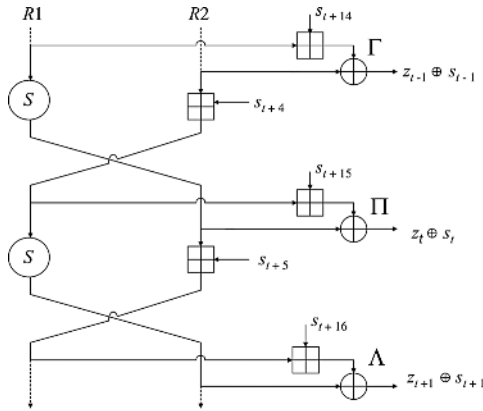 R1 R2 s_{t+14}
Γ
z_{t-1} ⊕ s_{t-1}
S
s_{t+4}
s_{t+15}
Π
z_t ⊕ s_t
S
s_{t+5}
s_{t+16}
Λ
z_{t+1} ⊕ s_{t+1}